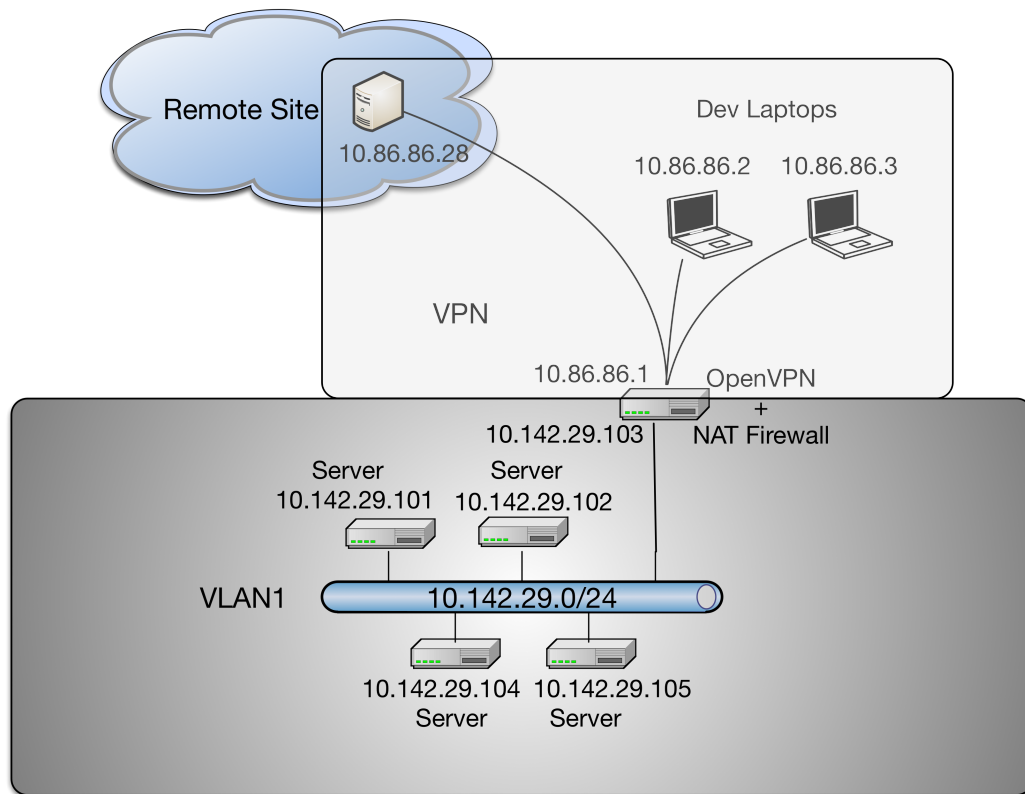 Remote Site
10.86.86.28
Dev Laptops
10.86.86.2
10.86.86.3
VPN
10.86.86.1
OpenVPN
+
NAT Firewall
10.142.29.103
Server
10.142.29.101
Server
10.142.29.102
VLAN1
10.142.29.0/24
10.142.29.104
Server
10.142.29.105
Server